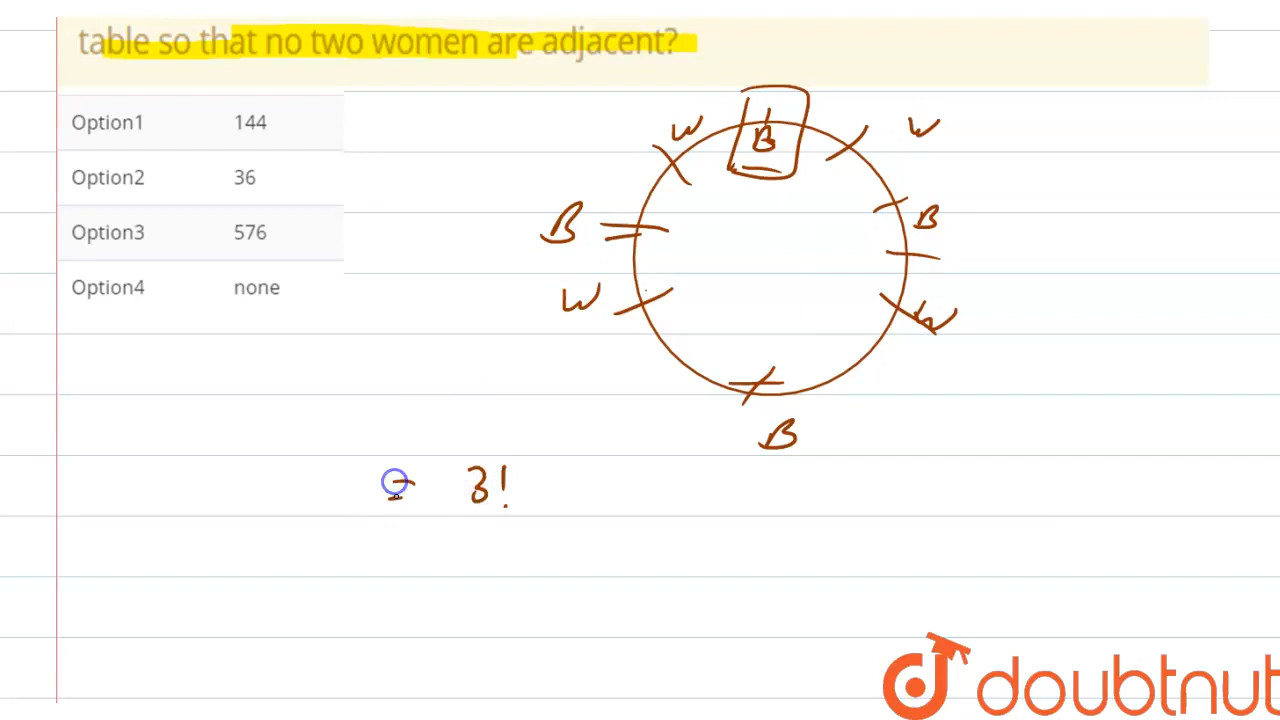 table so that no two women are adjacent?
Option1 144
Option2 36
Option3 576
Option4 none
W B W
B B
W W
B
= 3!
doubtnut